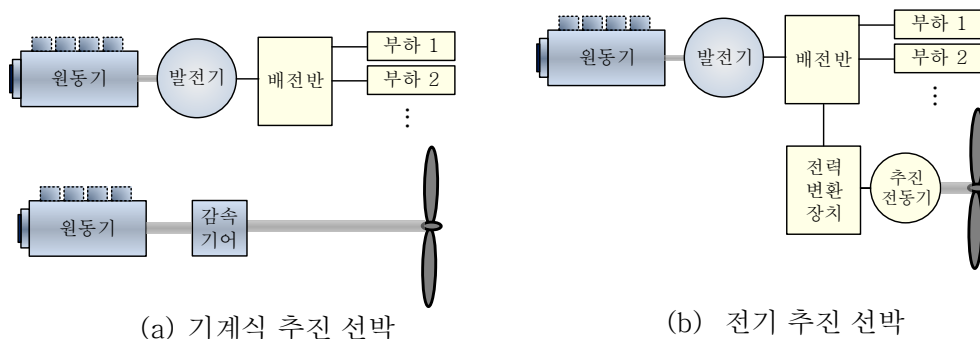 원동기
발전기
배전반
부하 1
부하 2
⋮
원동기
감속
기어
(a) 기계식 추진 선박
원동기
발전기
배전반
부하 1
부하 2
⋮
전력
변환
장치
추진
전동기
(b) 전기 추진 선박